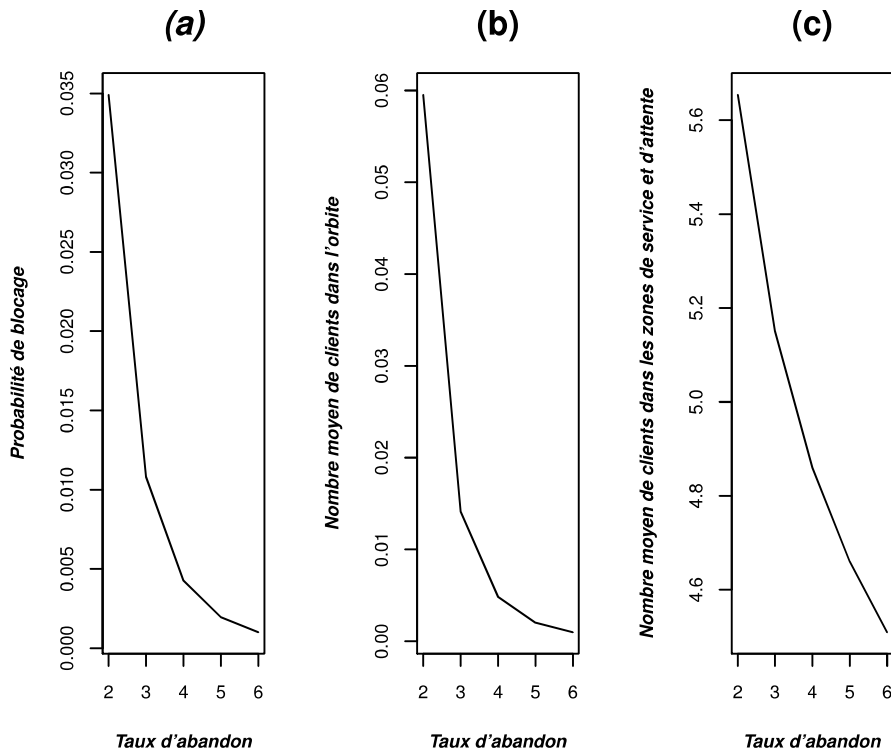 (a)
Probabilité de blocage
0.035
0.030
0.025
0.020
0.015
0.010
0.005
0.000
2 3 4 5 6
Taux d'abandon
(b)
Nombre moyen de clients dans l'orbite
0.06
0.05
0.04
0.03
0.02
0.01
0.00
2 3 4 5 6
Taux d'abandon
(c)
Nombre moyen de clients dans les zones de service et d'attente
5.6
5.4
5.2
5.0
4.8
4.6
2 3 4 5 6
Taux d'abandon